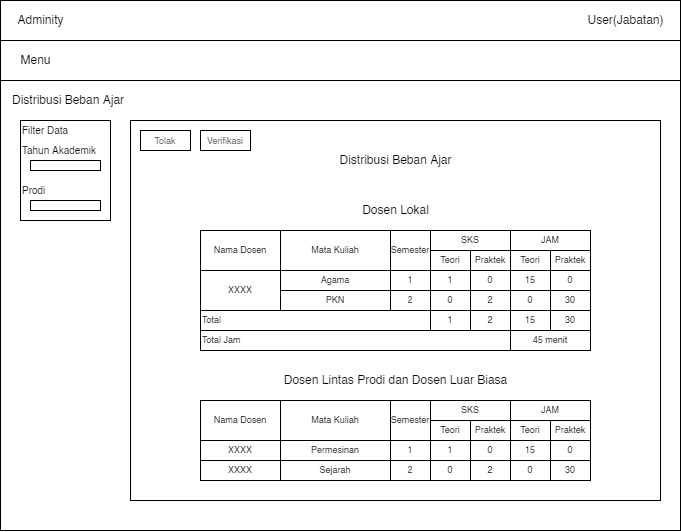 Adminity User(Jabatan)
Menu
Distribusi Beban Ajar
Filter Data
Tahun Akademik
Prodi
Tolak Verifikasi
Distribusi Beban Ajar
Dosen Lokal
Nama Dosen Mata Kuliah Semester SKS JAM
Teori Praktek Teori Praktek
XXXX Agama 1 1 0 15 0
PKN 2 0 2 0 30
Total 1 2 15 30
Total Jam 45 menit
Dosen Lintas Prodi dan Dosen Luar Biasa
Nama Dosen Mata Kuliah Semester SKS JAM
Teori Praktek Teori Praktek
XXXX Permesinan 1 1 0 15 0
XXXX Sejarah 2 0 2 0 30